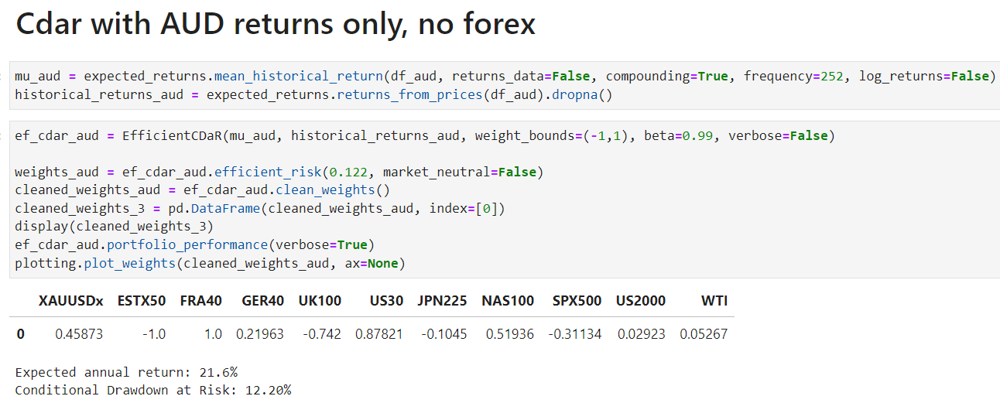 Cdar with AUD returns only, no forex
mu_aud = expected_returns.mean_historical_return(df_aud, returns_data=False, compounding=True, frequency=252, log_returns=False)
historical_returns_aud = expected_returns.returns_from_prices(df_aud).dropna()
ef_cdar_aud = EfficientCDaR(mu_aud, historical_returns_aud, weight_bounds=(-1,1), beta=0.99, verbose=False)
weights_aud = ef_cdar_aud.efficient_risk(0.122, market_neutral=False)
cleaned_weights_aud = ef_cdar_aud.clean_weights()
cleaned_weights_3 = pd.DataFrame(cleaned_weights_aud, index=[0])
display(cleaned_weights_3)
ef_cdar_aud.portfolio_performance(verbose=True)
plotting.plot_weights(cleaned_weights_aud, ax=None)
XAUUSDx ESTX50 FRA40 GER40 UK100 US30 JPN225 NAS100 SPX500 US2000 WTI
0 0.45873 -1.0 1.0 0.21963 -0.742 0.87821 -0.1045 0.51936 -0.31134 0.02923 0.05267
Expected annual return: 21.6%
Conditional Drawdown at Risk: 12.20%